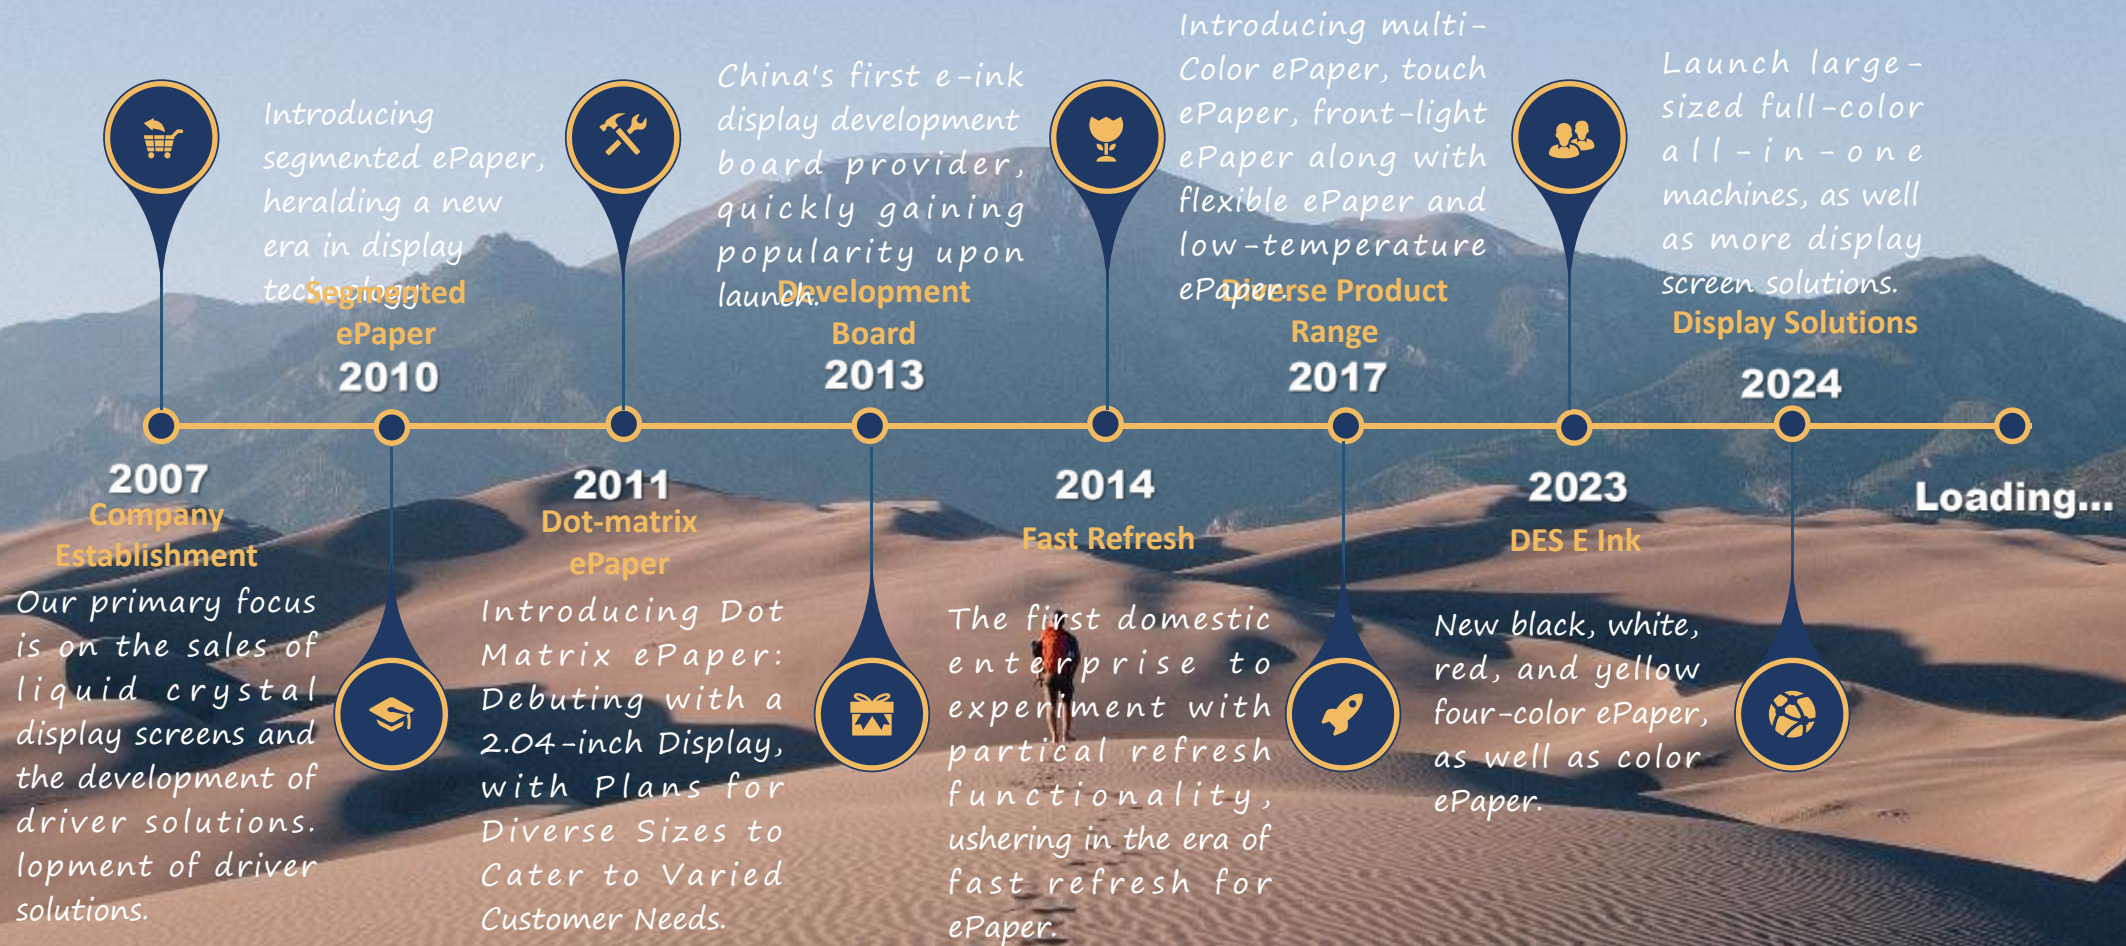 2007
Company
Establishment
Our primary focus
is on the sales of
liquid crystal
display screens and
the development of
driver solutions.
lopment of driver
solutions.
Introducing
segmented ePaper,
heralding a new
era in display
technology
Segmented
ePaper
2010
2011
Dot-matrix
ePaper
Introducing Dot
Matrix ePaper:
Debuting with a
2.04-inch Display,
with Plans for
Diverse Sizes to
Cater to Varied
Customer Needs.
China's first e-ink
display development
board provider,
quickly gaining
popularity upon
launch.
Development
Board
2013
2014
Fast Refresh
The first domestic
enterprise to
experiment with
partical refresh
functionality,
ushering in the era of
fast refresh for
ePaper.
Introducing multi-
Color ePaper, touch
ePaper, front-light
ePaper along with
flexible ePaper and
low-temperature
ePaper.
Diverse Product
Range
2017
2023
DES E Ink
New black, white,
red, and yellow
four-color ePaper,
as well as color
ePaper.
Launch large-
sized full-color
all-in-one
machines, as well
as more display
screen solutions.
Display Solutions
2024
Loading...